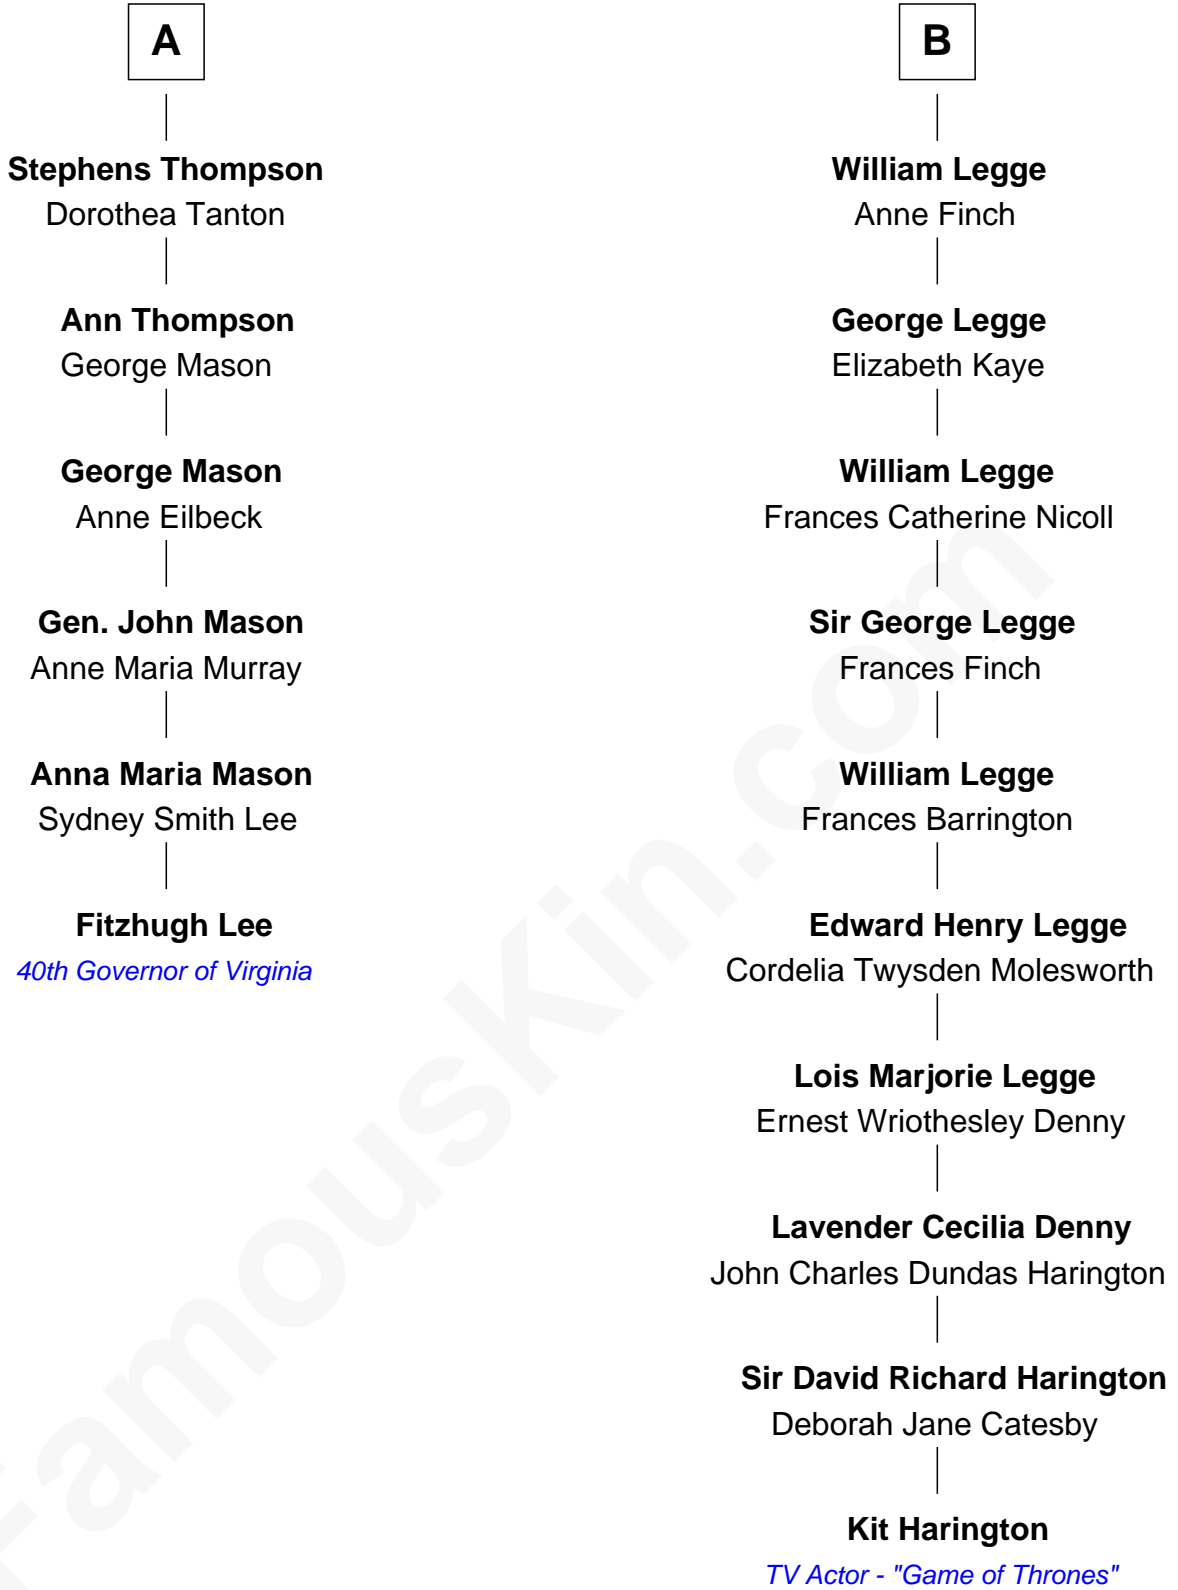 A
Stephens Thompson
Dorothea Tanton
Ann Thompson
George Mason
George Mason
Anne Eilbeck
Gen. John Mason
Anne Maria Murray
Anna Maria Mason
Sydney Smith Lee
Fitzhugh Lee
40th Governor of Virginia
B
William Legge
Anne Finch
George Legge
Elizabeth Kaye
William Legge
Frances Catherine Nicoll
Sir George Legge
Frances Finch
William Legge
Frances Barrington
Edward Henry Legge
Cordelia Twysden Molesworth
Lois Marjorie Legge
Ernest Wriothesley Denny
Lavender Cecilia Denny
John Charles Dundas Harington
Sir David Richard Harington
Deborah Jane Catesby
Kit Harington
TV Actor - "Game of Thrones"
FamousKin.com